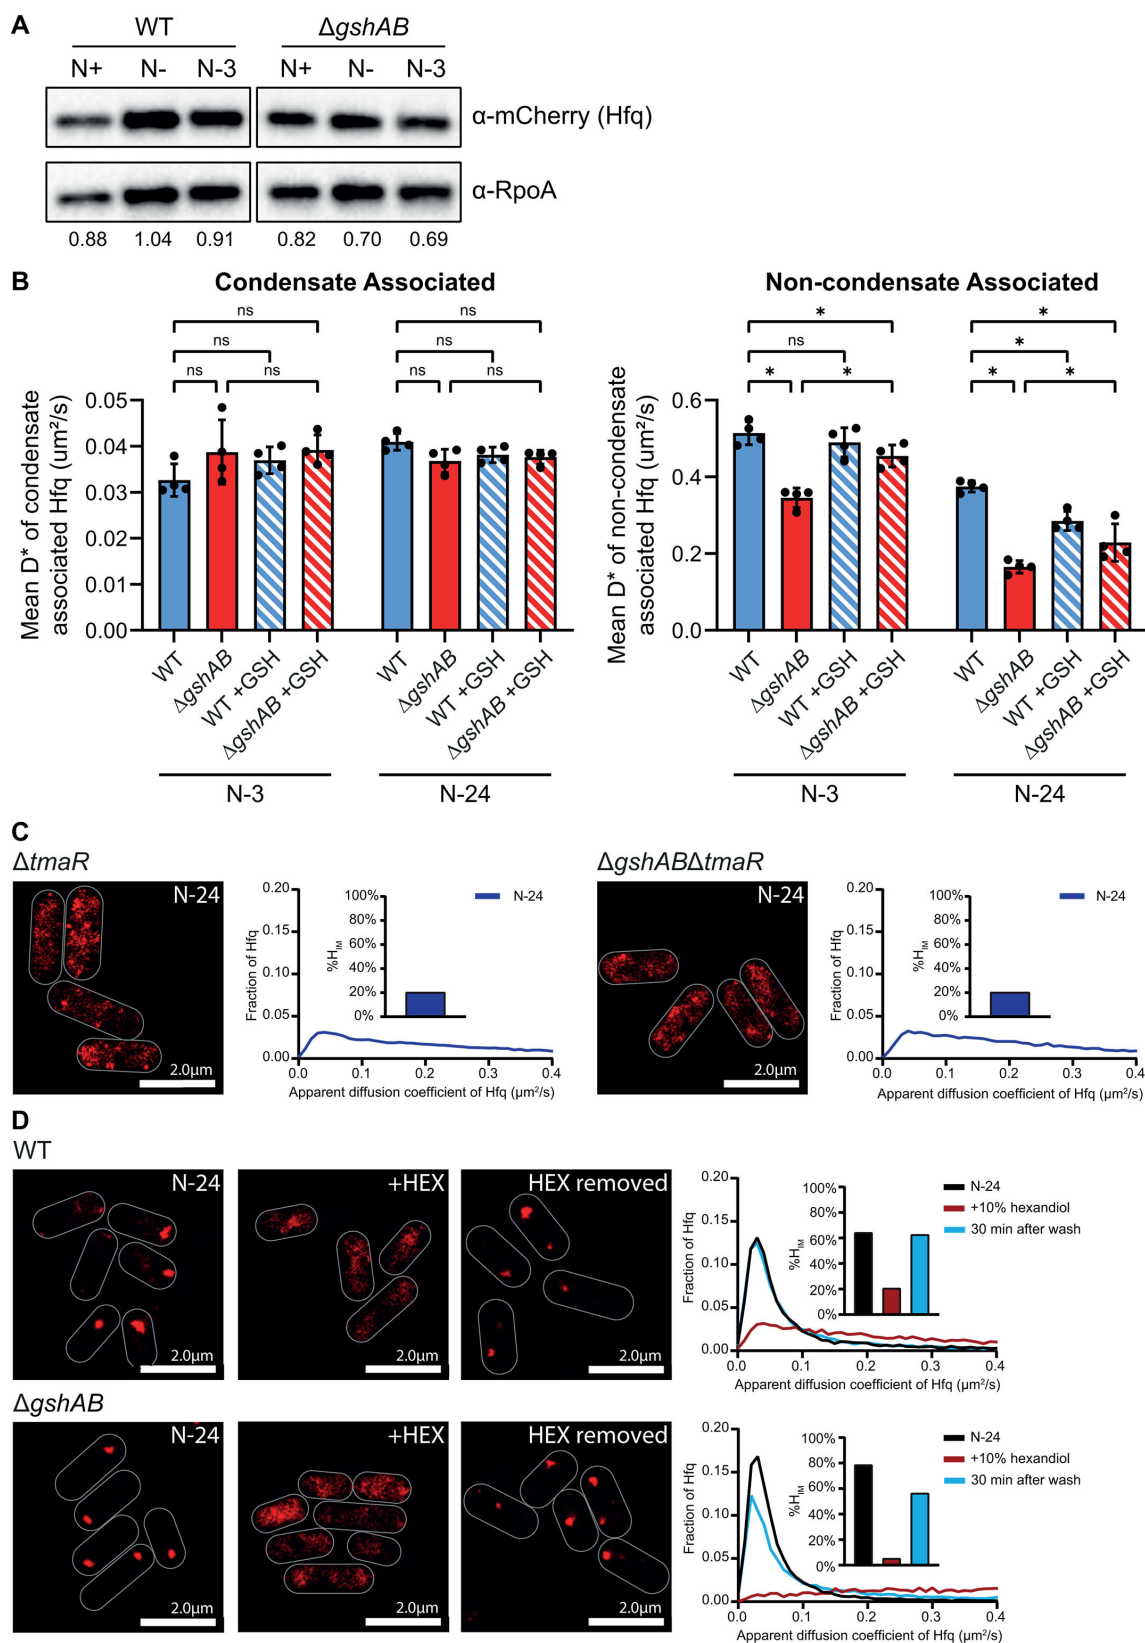 A
WT ΔgshAB
N+ N- N-3 N+ N- N-3
α-mCherry (Hfq)
α-RpoA
0.88 1.04 0.91 0.82 0.70 0.69
B
Condensate Associated
ns ns
ns ns
ns ns ns ns
Mean D* of condensate
associated Hfq (um²/s)
0.05
0.04
0.03
0.02
0.01
0.00
WT
ΔgshAB
WT +GSH
ΔgshAB +GSH
WT
ΔgshAB
WT +GSH
ΔgshAB +GSH
N-3 N-24
Non-condensate Associated
* *
ns *
* * * *
Mean D* of non-condensate
associated Hfq (um²/s)
0.6
0.4
0.2
0.0
WT
ΔgshAB
WT +GSH
ΔgshAB +GSH
WT
ΔgshAB
WT +GSH
ΔgshAB +GSH
N-3 N-24
C
ΔtmaR
N-24
2.0μm
Fraction of Hfq
0.20
0.15
0.10
0.05
0.00
%H_IM
100%
80%
60%
40%
20%
0%
N-24
0.0 0.1 0.2 0.3 0.4
Apparent diffusion coefficient of Hfq (μm²/s)
ΔgshABΔtmaR
N-24
2.0μm
Fraction of Hfq
0.20
0.15
0.10
0.05
0.00
%H_IM
100%
80%
60%
40%
20%
0%
N-24
0.0 0.1 0.2 0.3 0.4
Apparent diffusion coefficient of Hfq (μm²/s)
D
WT
N-24 +HEX HEX removed
2.0μm 2.0μm 2.0μm
Fraction of Hfq
0.20
0.15
0.10
0.05
0.00
%H_IM
100%
80%
60%
40%
20%
0%
N-24
+10% hexandiol
30 min after wash
0.0 0.1 0.2 0.3 0.4
Apparent diffusion coefficient of Hfq (μm²/s)
ΔgshAB
N-24 +HEX HEX removed
2.0μm 2.0μm 2.0μm
Fraction of Hfq
0.20
0.15
0.10
0.05
0.00
%H_IM
100%
80%
60%
40%
20%
0%
N-24
+10% hexandiol
30 min after wash
0.0 0.1 0.2 0.3 0.4
Apparent diffusion coefficient of Hfq (μm²/s)